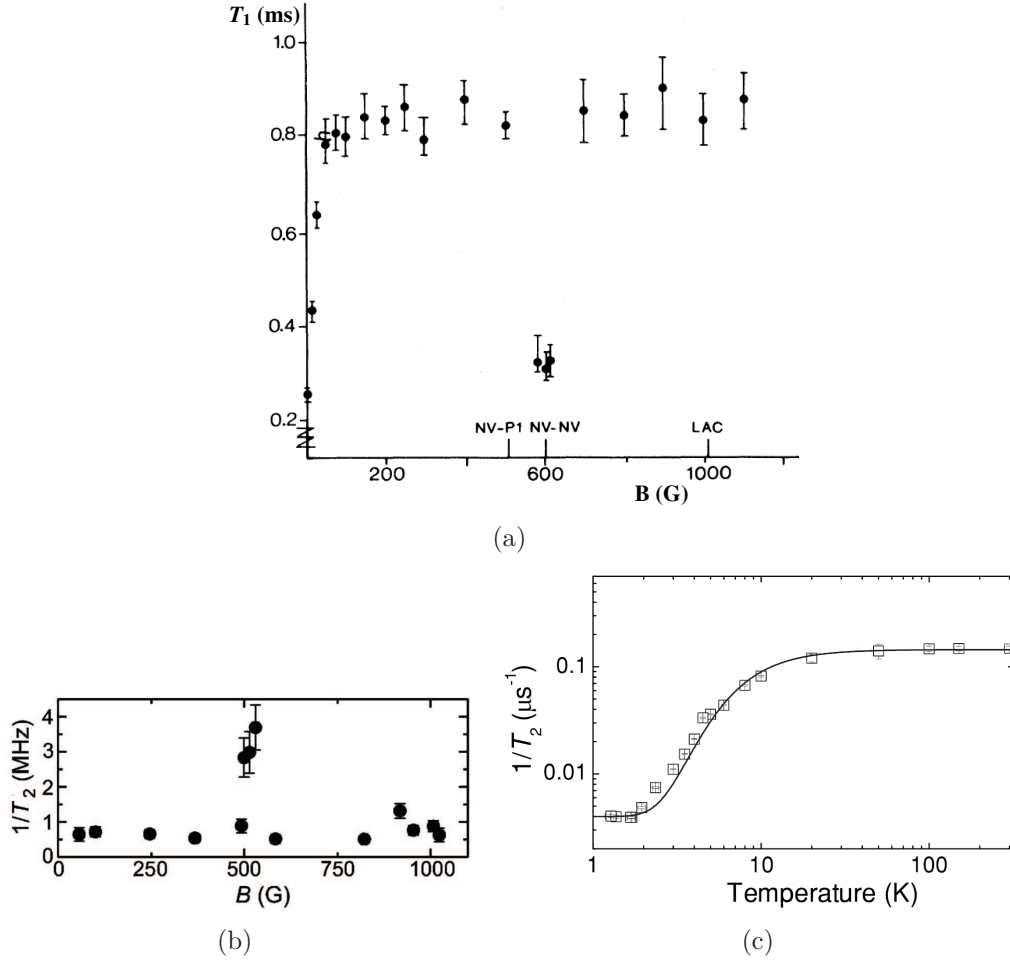 T₁ (ms)
1.0
0.8
0.6
0.4
0.2
NV-P1 NV-NV LAC
200 600 1000
B (G)
(a)
1/T₂ (MHz)
4
3
2
1
0
0 250 500 750 1000
B (G)
(b)
1/T₂ (μs⁻¹)
0.1
0.01
1 10 100
Temperature (K)
(c)